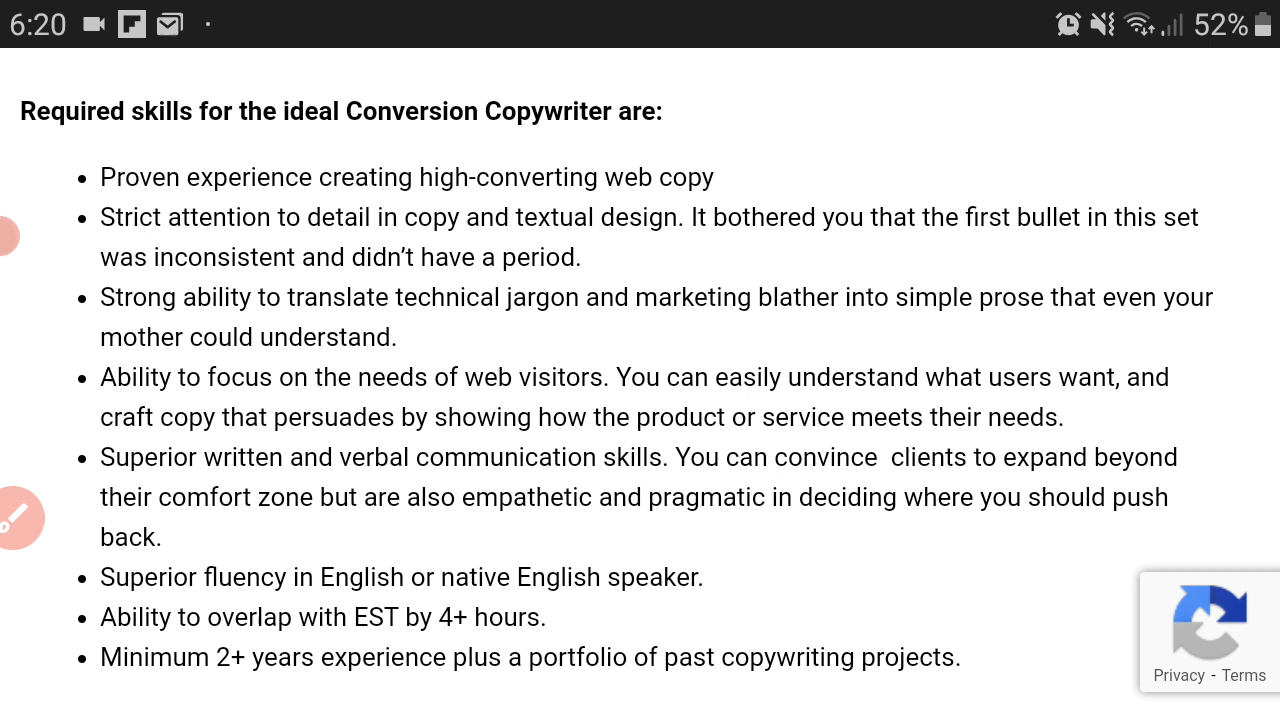 6:20
52%
Required skills for the ideal Conversion Copywriter are:
• Proven experience creating high-converting web copy
• Strict attention to detail in copy and textual design. It bothered you that the first bullet in this set
was inconsistent and didn’t have a period.
• Strong ability to translate technical jargon and marketing blather into simple prose that even your
mother could understand.
• Ability to focus on the needs of web visitors. You can easily understand what users want, and
craft copy that persuades by showing how the product or service meets their needs.
• Superior written and verbal communication skills. You can convince  clients to expand beyond
their comfort zone but are also empathetic and pragmatic in deciding where you should push
back.
• Superior fluency in English or native English speaker.
• Ability to overlap with EST by 4+ hours.
• Minimum 2+ years experience plus a portfolio of past copywriting projects.
Privacy - Terms